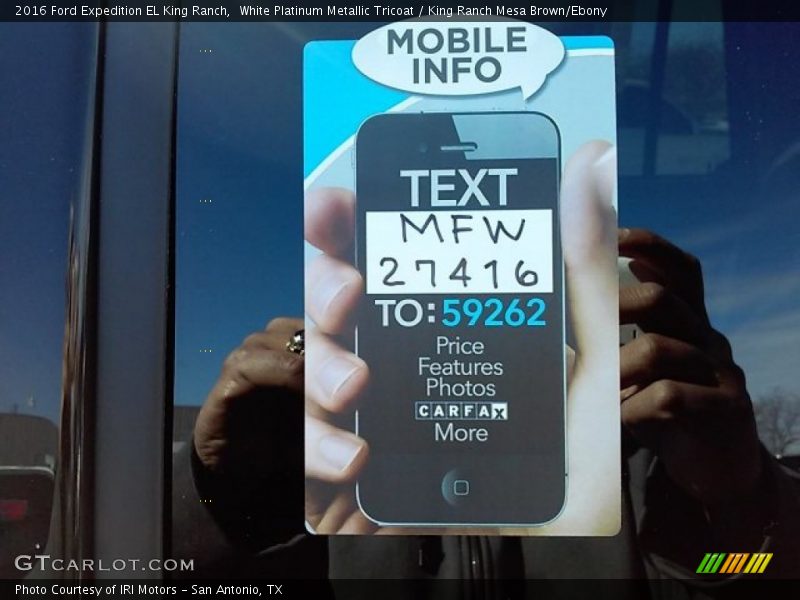 2016 Ford Expedition EL King Ranch, White Platinum Metallic Tricoat / King Ranch Mesa Brown/Ebony
MOBILE
INFO
TEXT
MFW
27416
TO: 59262
Price
Features
Photos
CARFAX
More
GTCARLOT.COM
Photo Courtesy of IRI Motors - San Antonio, TX